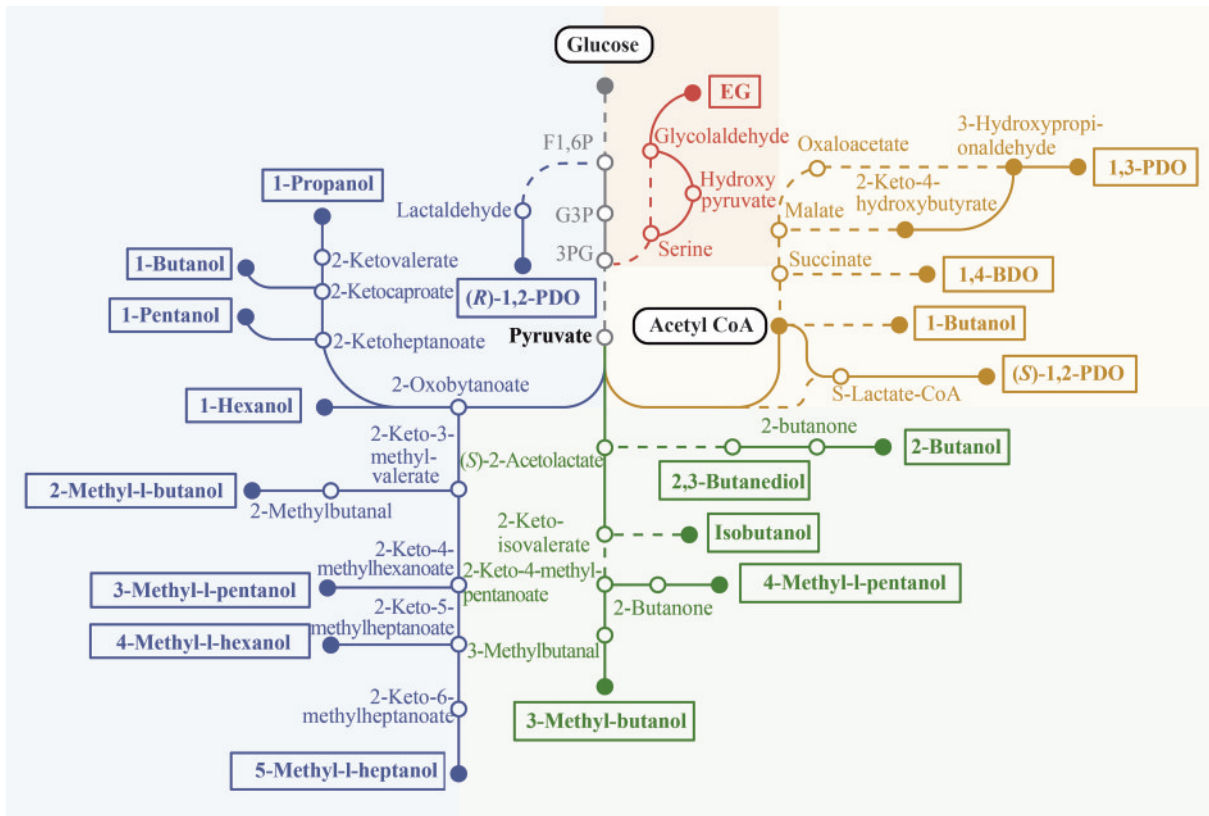 Glucose
EG
F1,6P
Glycolaldehyde
Hydroxy
pyruvate
Serine
G3P
3PG
Lactaldehyde
(R)-1,2-PDO
1-Propanol
2-Ketovalerate
1-Butanol
2-Ketocaproate
1-Pentanol
2-Ketoheptanoate
Oxaloacetate
3-Hydroxypropi-
onaldehyde
1,3-PDO
2-Keto-4-
hydroxybutyrate
Malate
Succinate
1,4-BDO
Pyruvate
Acetyl CoA
1-Butanol
(S)-1,2-PDO
S-Lactate-CoA
2-Oxobytanoate
1-Hexanol
2-Keto-3-
methyl-
valerate
2-Methyl-l-butanol
2-Methylbutanal
2-Keto-4-
methylhexanoate
3-Methyl-l-pentanol
2-Keto-5-
methylheptanoate
4-Methyl-l-hexanol
2-Keto-6-
methylheptanoate
5-Methyl-l-heptanol
(S)-2-Acetolactate
2-butanone
2-Butanol
2,3-Butanediol
2-Keto-
isovalerate
Isobutanol
2-Keto-4-methyl-
pentanoate
2-Butanone
4-Methyl-l-pentanol
3-Methylbutanal
3-Methyl-butanol